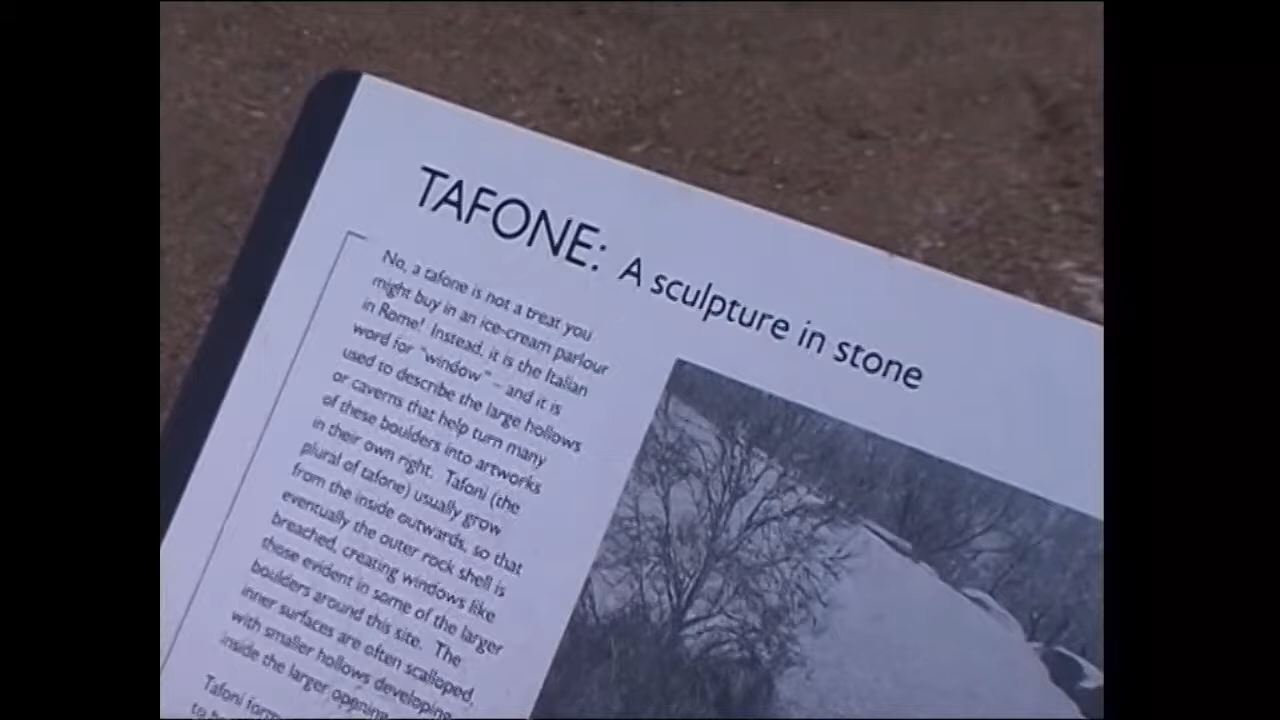 TAFONE: A sculpture in stone
No, a tafone is not a treat you
might buy in an ice-cream parlour
in Rome! Instead, it is the Italian
word for "window" – and it is
used to describe the large hollows
or caverns that help turn many
of these boulders into artworks
in their own right. Tafoni (the
plural of tafone) usually grow
from the inside outwards, so that
eventually the outer rock shell is
breached, creating windows like
those evident in some of the larger
boulders around this site. The
inner surfaces are often scalloped,
with smaller hollows developing
inside the larger opening
Tafoni form